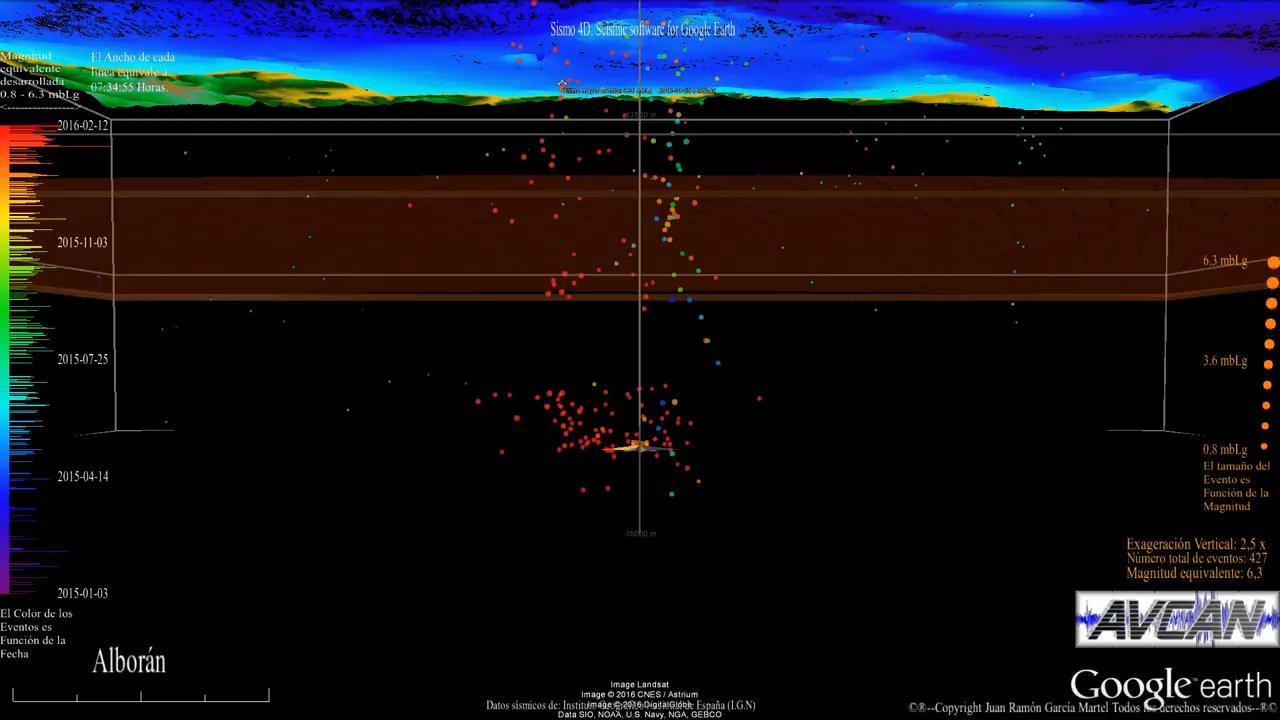 Sismo 4D. Seismic software for Google Earth
Magnitud
equivalente
desarrollada
0.8 - 6.3 mbLg
El Ancho de cada
línea equivale a
07:34:55 Horas.
2016-02-12
2015-11-03
2015-07-25
2015-04-14
2015-01-03
El Color de los
Eventos es
Función de la
Fecha
Alborán
-35000 m
6.3 mbLg
3.6 mbLg
0.8 mbLg
El tamaño del
Evento es
Función de la
Magnitud
Exageración Vertical: 2,5 x
Número total de eventos: 427
Magnitud equivalente: 6,3
AVCAN
Google earth
Image Landsat
Image © 2016 CNES / Astrium
Image © 2016 DigitalGlobe
Datos sísmicos de: Instituto de España (I.G.N)
Data SIO, NOAA, U.S. Navy, NGA, GEBCO
©®--Copyright Juan Ramón García Martel Todos los derechos reservados--®©